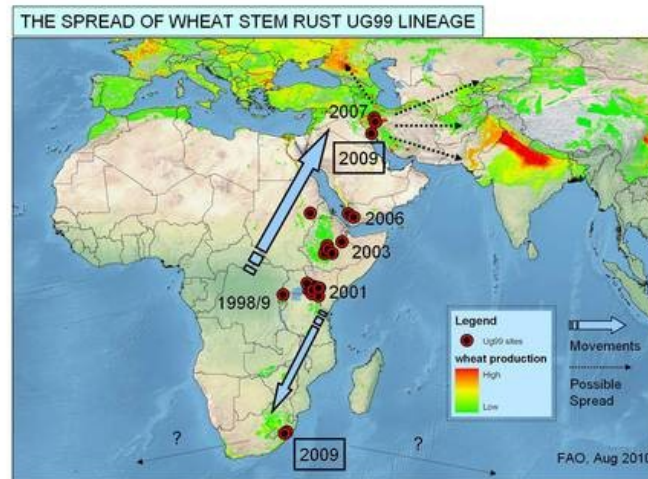 THE SPREAD OF WHEAT STEM RUST UG99 LINEAGE
2007
2009
2006
2003
1998/9
2001
Legend
Ug99 sites
wheat production
High
Low
Movements
Possible
Spread
?
2009
?
FAO, Aug 2010